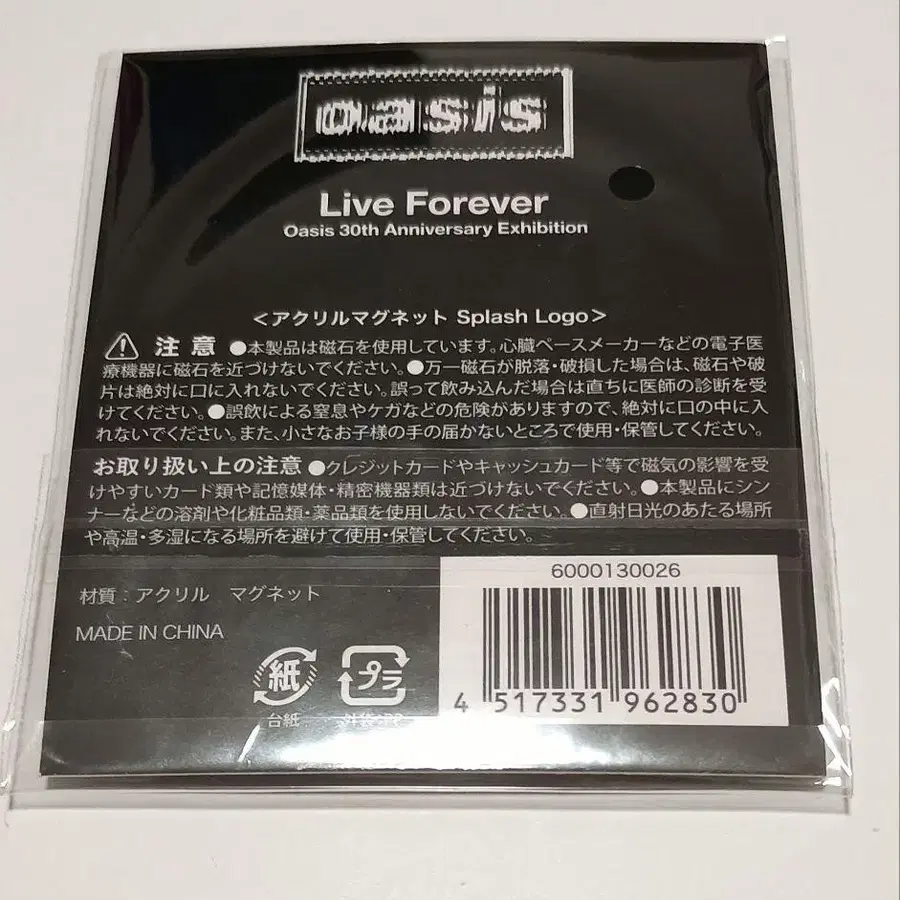 oasis
Live Forever
Oasis 30th Anniversary Exhibition
<アクリルマグネット Splash Logo>
注 意 ●本製品は磁石を使用しています。心臓ペースメーカーなどの電子医
療機器に磁石を近づけないでください。●万一磁石が脱落・破損した場合は、磁石や破
片は絶対に口に入れないでください。誤って飲み込んだ場合は直ちに医師の診断を受
けてください。●誤飲による窒息やケガなどの危険がありますので、絶対に口の中に入
れないでください。また、小さなお子様の手の届かないところで使用・保管してください。
お取り扱い上の注意 ●クレジットカードやキャッシュカード等で磁気の影響を受
けやすいカード類や記憶媒体・精密機器類は近づけないでください。●本製品にシン
ナーなどの溶剤や化粧品類・薬品類を使用しないでください。●直射日光のあたる場所
や高温・多湿になる場所を避けて使用・保管してください。
材質：アクリル マグネット
MADE IN CHINA
紙
台紙
プラ
外袋:PP
6000130026
4 517331 962830